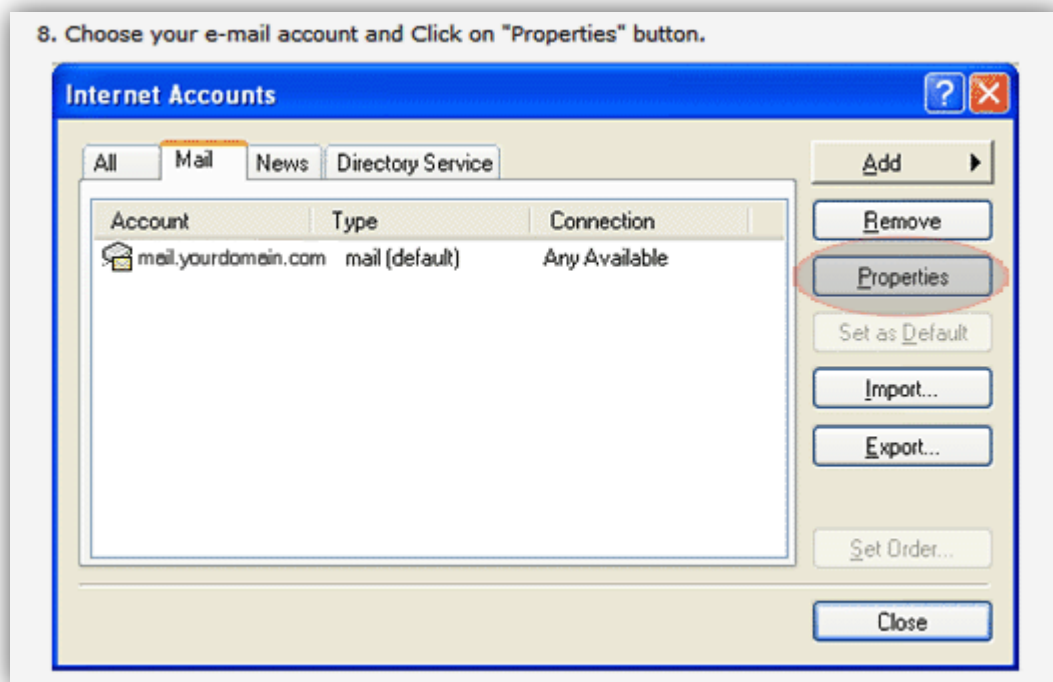 8. Choose your e-mail account and Click on "Properties" button.
Internet Accounts
All Mail News Directory Service
Add
Account Type Connection
Remove
mail.yourdomain.com mail (default) Any Available
Properties
Set as Default
Import...
Export...
Set Order...
Close